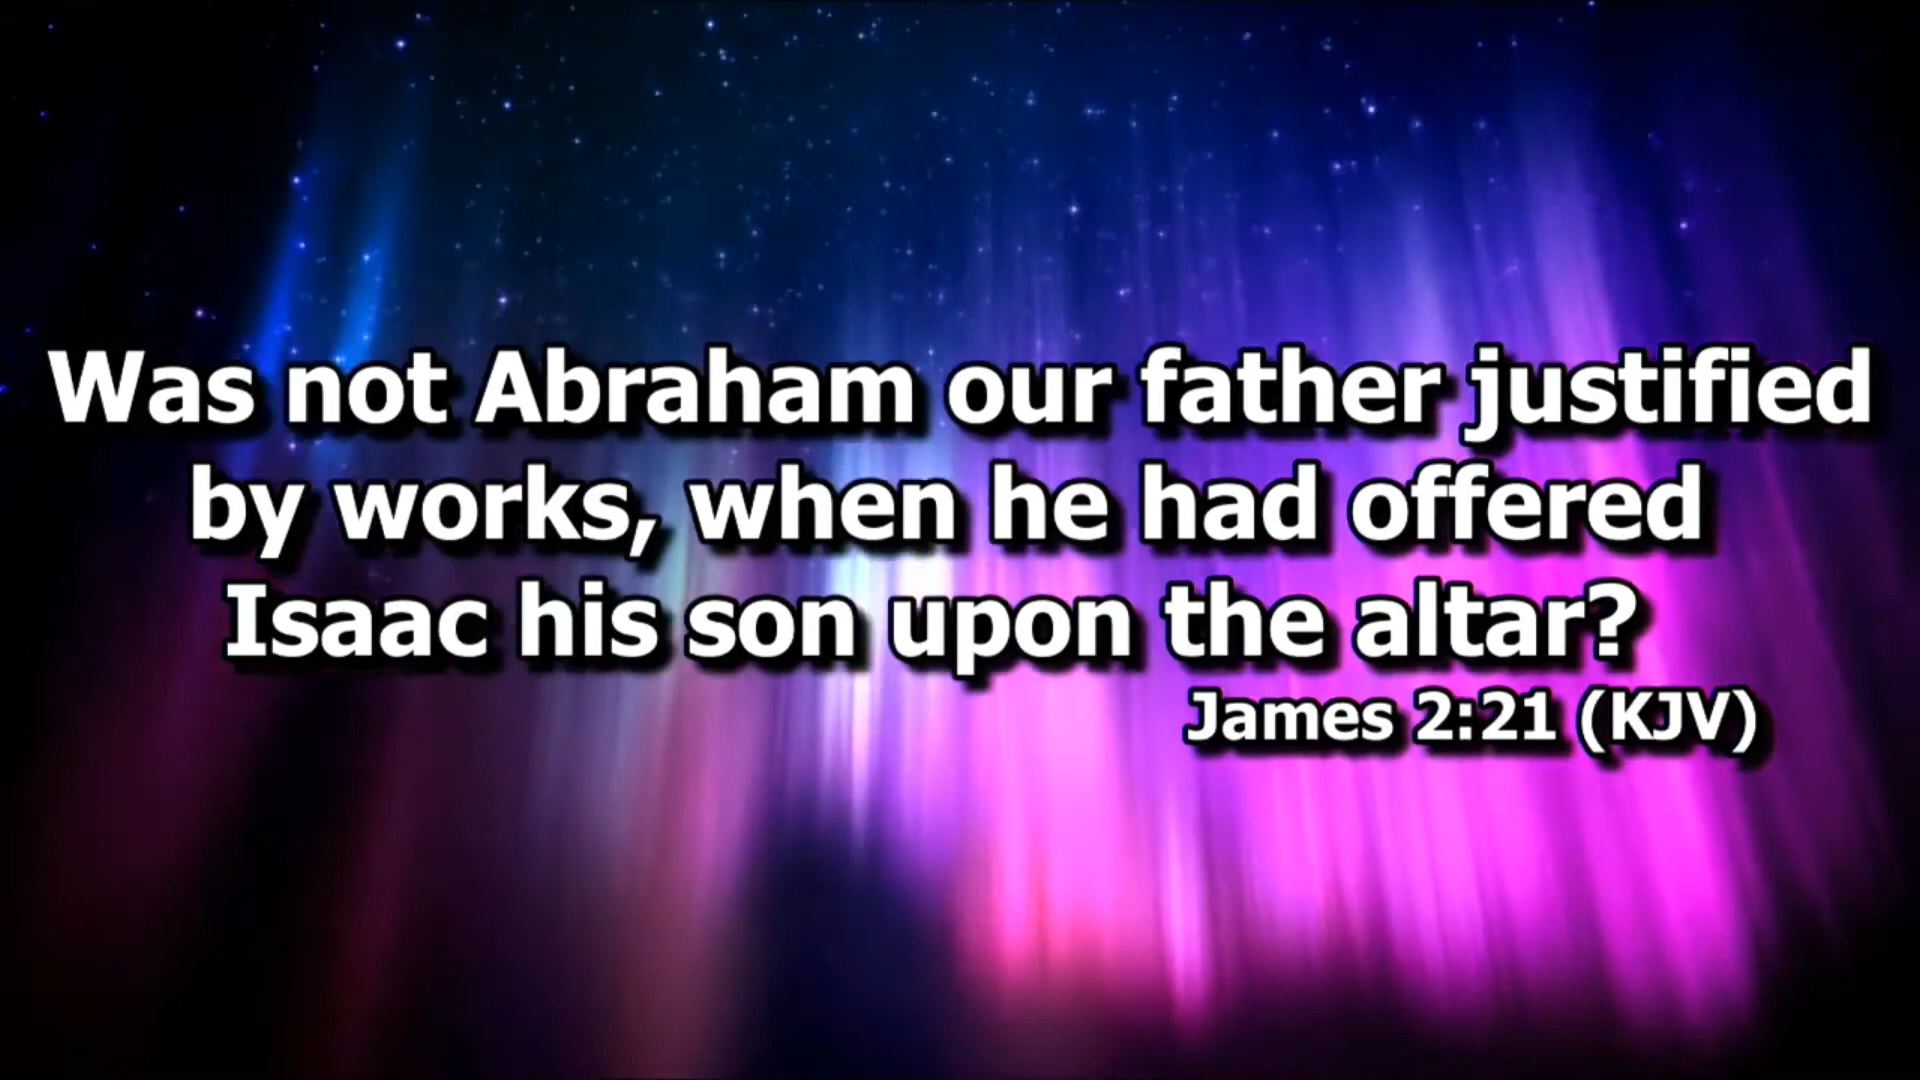 Was not Abraham our father justified
by works, when he had offered
Isaac his son upon the altar?
James 2:21 (KJV)